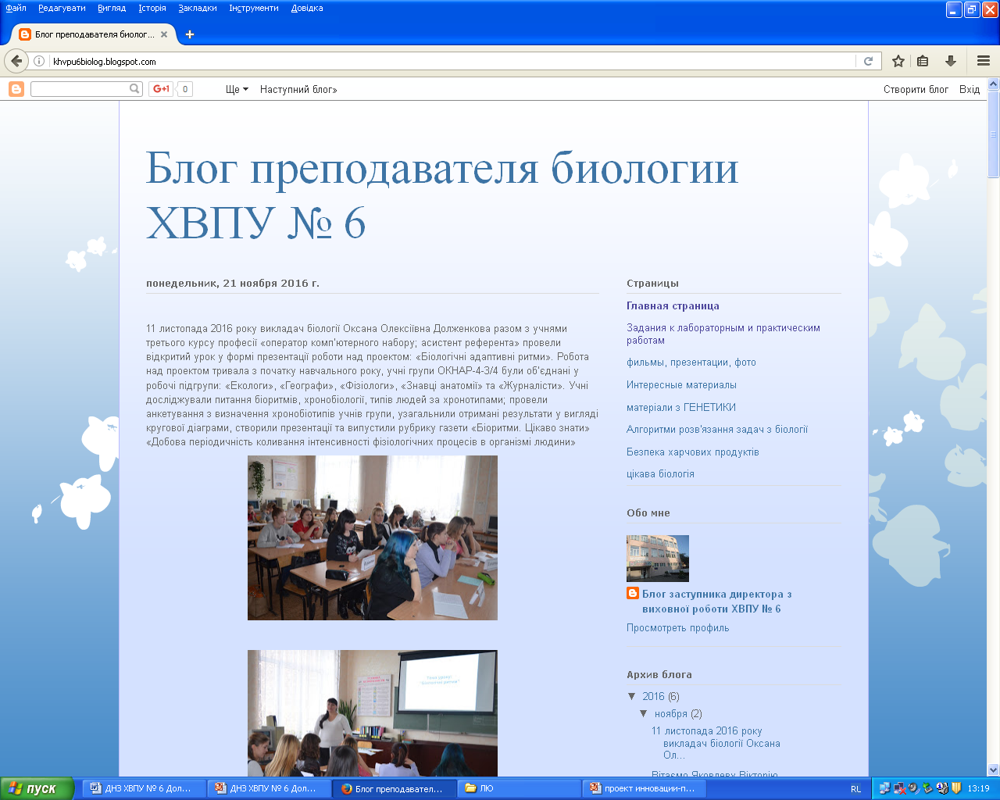 Файл Редагувати Вигляд Історія Закладки Інструменти Довідка
Блог преподавателя биолог...
khvpu6biolog.blogspot.com
G+1 0 Ще Наступний блог» Створити блог Вхід
Блог преподавателя биологии
ХВПУ № 6
понедельник, 21 ноября 2016 г.
11 листопада 2016 року викладач біології Оксана Олексіївна Долженкова разом з учнями
третього курсу професії «оператор комп'ютерного набору; асистент референта» провели
відкритий урок у формі презентації роботи над проектом: «Біологічні адаптивні ритми». Робота
над проектом тривала з початку навчального року, учні групи ОКНАР-4-3/4 були об'єднані у
робочі підгрупи: «Екологи», «Географи», «Фізіологи», «Знавці анатомії» та «Журналісти». Учні
досліджували питання біоритмів, хронобіології, типів людей за хронотипами; провели
анкетування з визначення хронобіотипів учнів групи, узагальнили отримані результати у вигляді
кругової діаграми, створили презентації та випустили рубрику газети «Біоритми. Цікаво знати»
«Добова періодичність коливання інтенсивності фізіологічних процесів в організмі людини»
Страницы
Главная страница
Задания к лабораторным и практическим
работам
фильмы, презентации, фото
Интересные материалы
матеріали з ГЕНЕТИКИ
Алгоритми розв'язання задач з біології
Безпека харчових продуктів
цікава біологія
Обо мне
Блог заступника директора з
виховної роботи ХВПУ № 6
Просмотреть профиль
Архив блога
▼ 2016 (6)
▼ ноября (2)
11 листопада 2016 року
викладач біології Оксана
Ол...
Вітаємо Яковлеву Вікторію
пуск
ДНЗ ХВПУ № 6 Дол...
ДНЗ ХВПУ № 6 Дол...
Блог преподавател...
ЛЮ
проект инновации-п...
RL
13:19